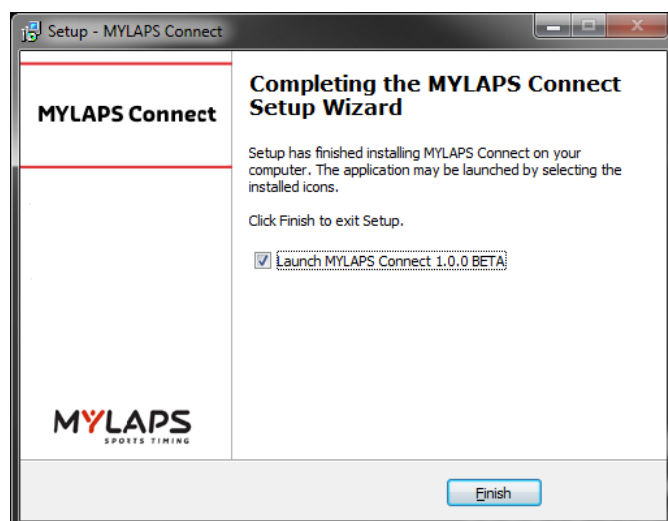 Setup - MYLAPS Connect
MYLAPS Connect
Completing the MYLAPS Connect
Setup Wizard
Setup has finished installing MYLAPS Connect on your
computer. The application may be launched by selecting the
installed icons.
Click Finish to exit Setup.
Launch MYLAPS Connect 1.0.0 BETA
MYLAPS
SPORTS TIMING
Finish